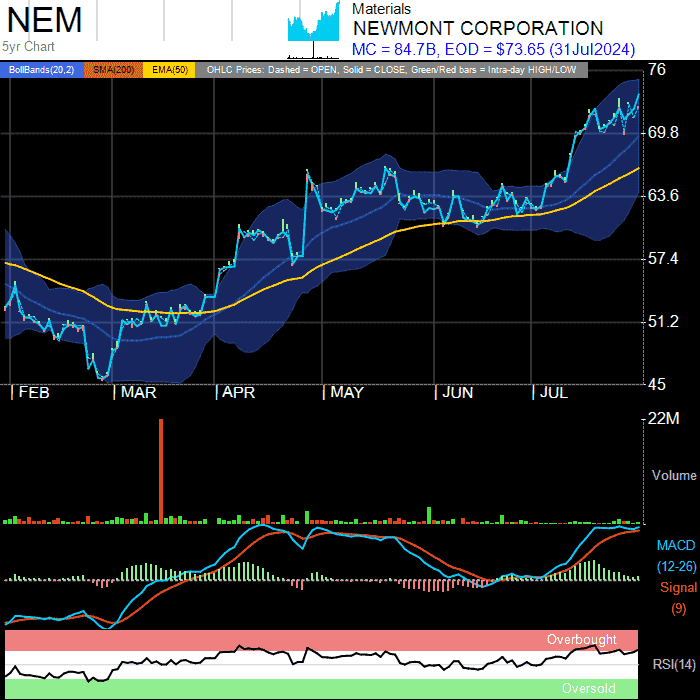 NEM
5yr Chart
Materials
NEWMONT CORPORATION
MC = 84.7B, EOD = $73.65 (31Jul2024)
BollBands(20,2) SMA(200) EMA(50) OHLC Prices: Dashed = OPEN, Solid = CLOSE, Green/Red bars = Intra-day HIGH/LOW
76
69.8
63.6
57.4
51.2
45
FEB MAR APR MAY JUN JUL
22M
Volume
MACD
(12-26)
Signal
(9)
Overbought
RSI(14)
Oversold